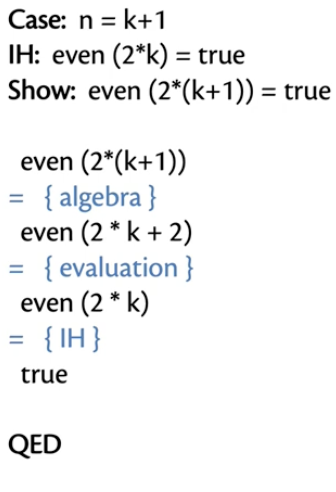 Case: n = k+1
IH: even (2*k) = true
Show: even (2*(k+1)) = true
even (2*(k+1))
= { algebra }
even (2 * k + 2)
= { evaluation }
even (2 * k)
= { IH }
true
QED